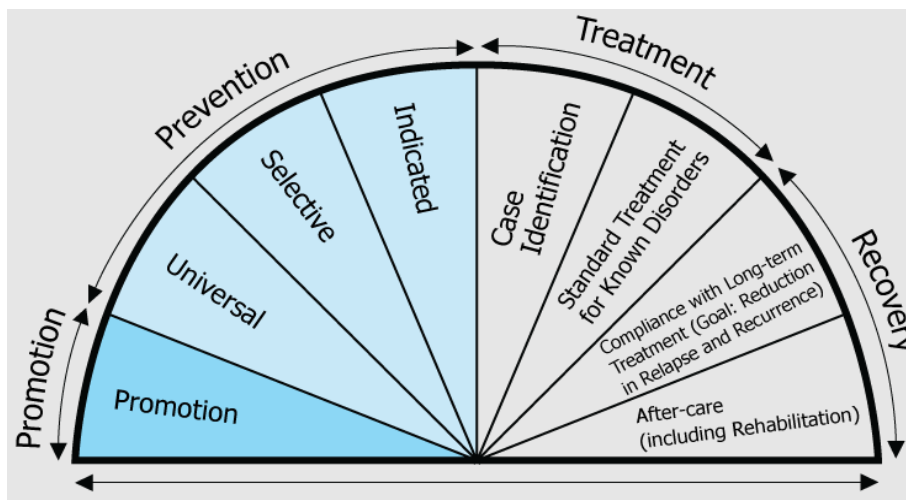 Promotion
Prevention
Treatment
Recovery
Promotion
Universal
Selective
Indicated
Case
Identification
Standard Treatment
for Known Disorders
Compliance with Long-term
Treatment (Goal: Reduction
in Relapse and Recurrence)
After-care
(including Rehabilitation)